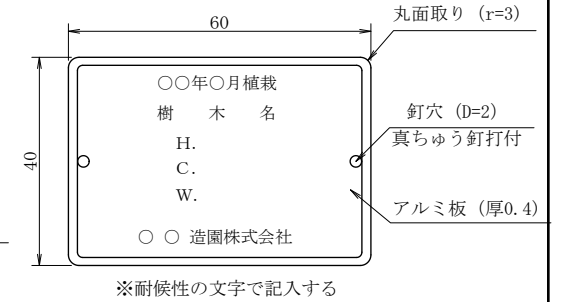 60
丸面取り (r=3)
○○年○月植栽
樹 木 名
H.
C.
W.
○ ○ 造園株式会社
40
釘穴 (D=2)
真ちゅう釘打付
アルミ板 (厚0.4)
※耐候性の文字で記入する